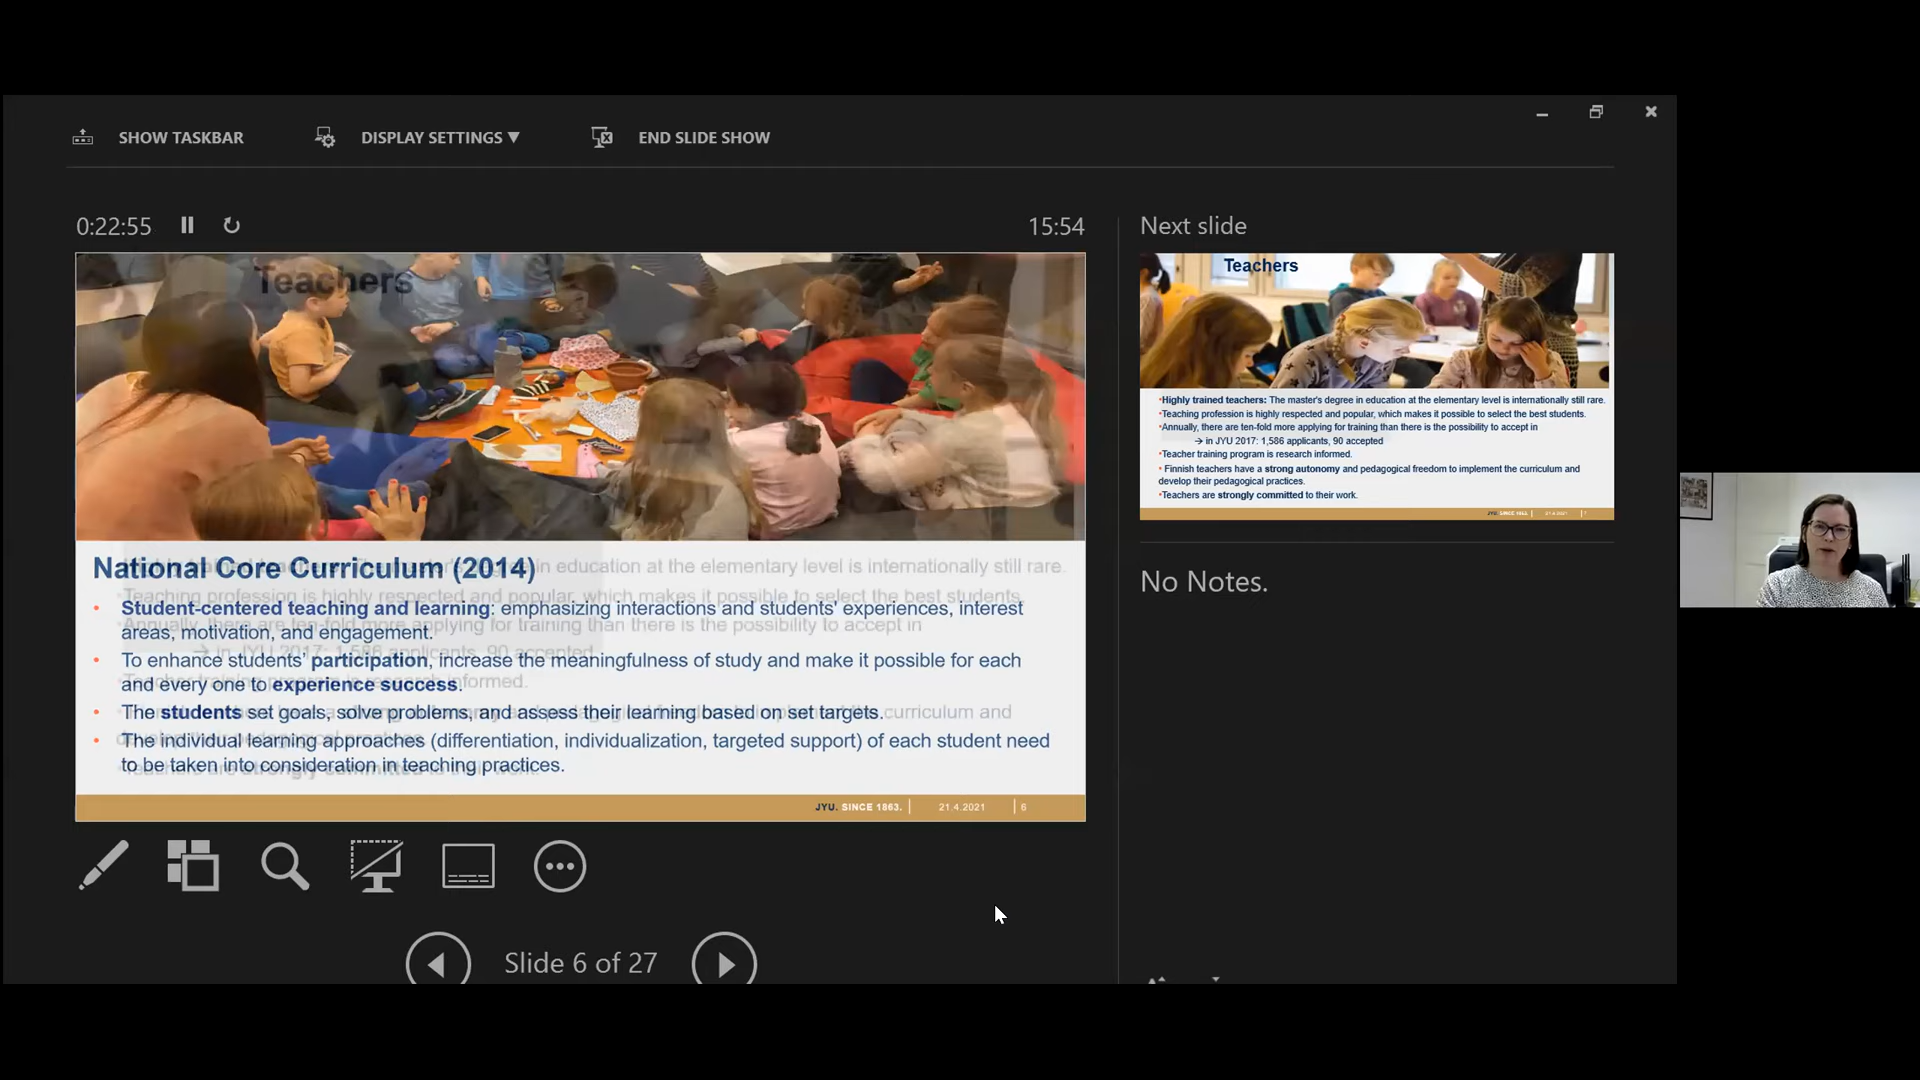 SHOW TASKBAR
DISPLAY SETTINGS ▼
END SLIDE SHOW
0:22:55
15:54
Next slide
Teachers
National Core Curriculum (2014)
• Student-centered teaching and learning: emphasizing interactions and students' experiences, interest
areas, motivation, and engagement.
• To enhance students' participation, increase the meaningfulness of study and make it possible for each
and every one to experience success.
• The students set goals, solve problems, and assess their learning based on set targets.
• The individual learning approaches (differentiation, individualization, targeted support) of each student need
to be taken into consideration in teaching practices.
JYU. SINCE 1863.
21.4.2021
6
Teachers
•Highly trained teachers: The master's degree in education at the elementary level is internationally still rare.
•Teaching profession is highly respected and popular, which makes it possible to select the best students.
•Annually, there are ten-fold more applying for training than there is the possibility to accept in
→ in JYU 2017: 1,586 applicants, 90 accepted
•Teacher training program is research informed.
• Finnish teachers have a strong autonomy and pedagogical freedom to implement the curriculum and
develop their pedagogical practices.
•Teachers are strongly committed to their work.
JYU. SINCE 1863.
21.4.2021
No Notes.
Slide 6 of 27